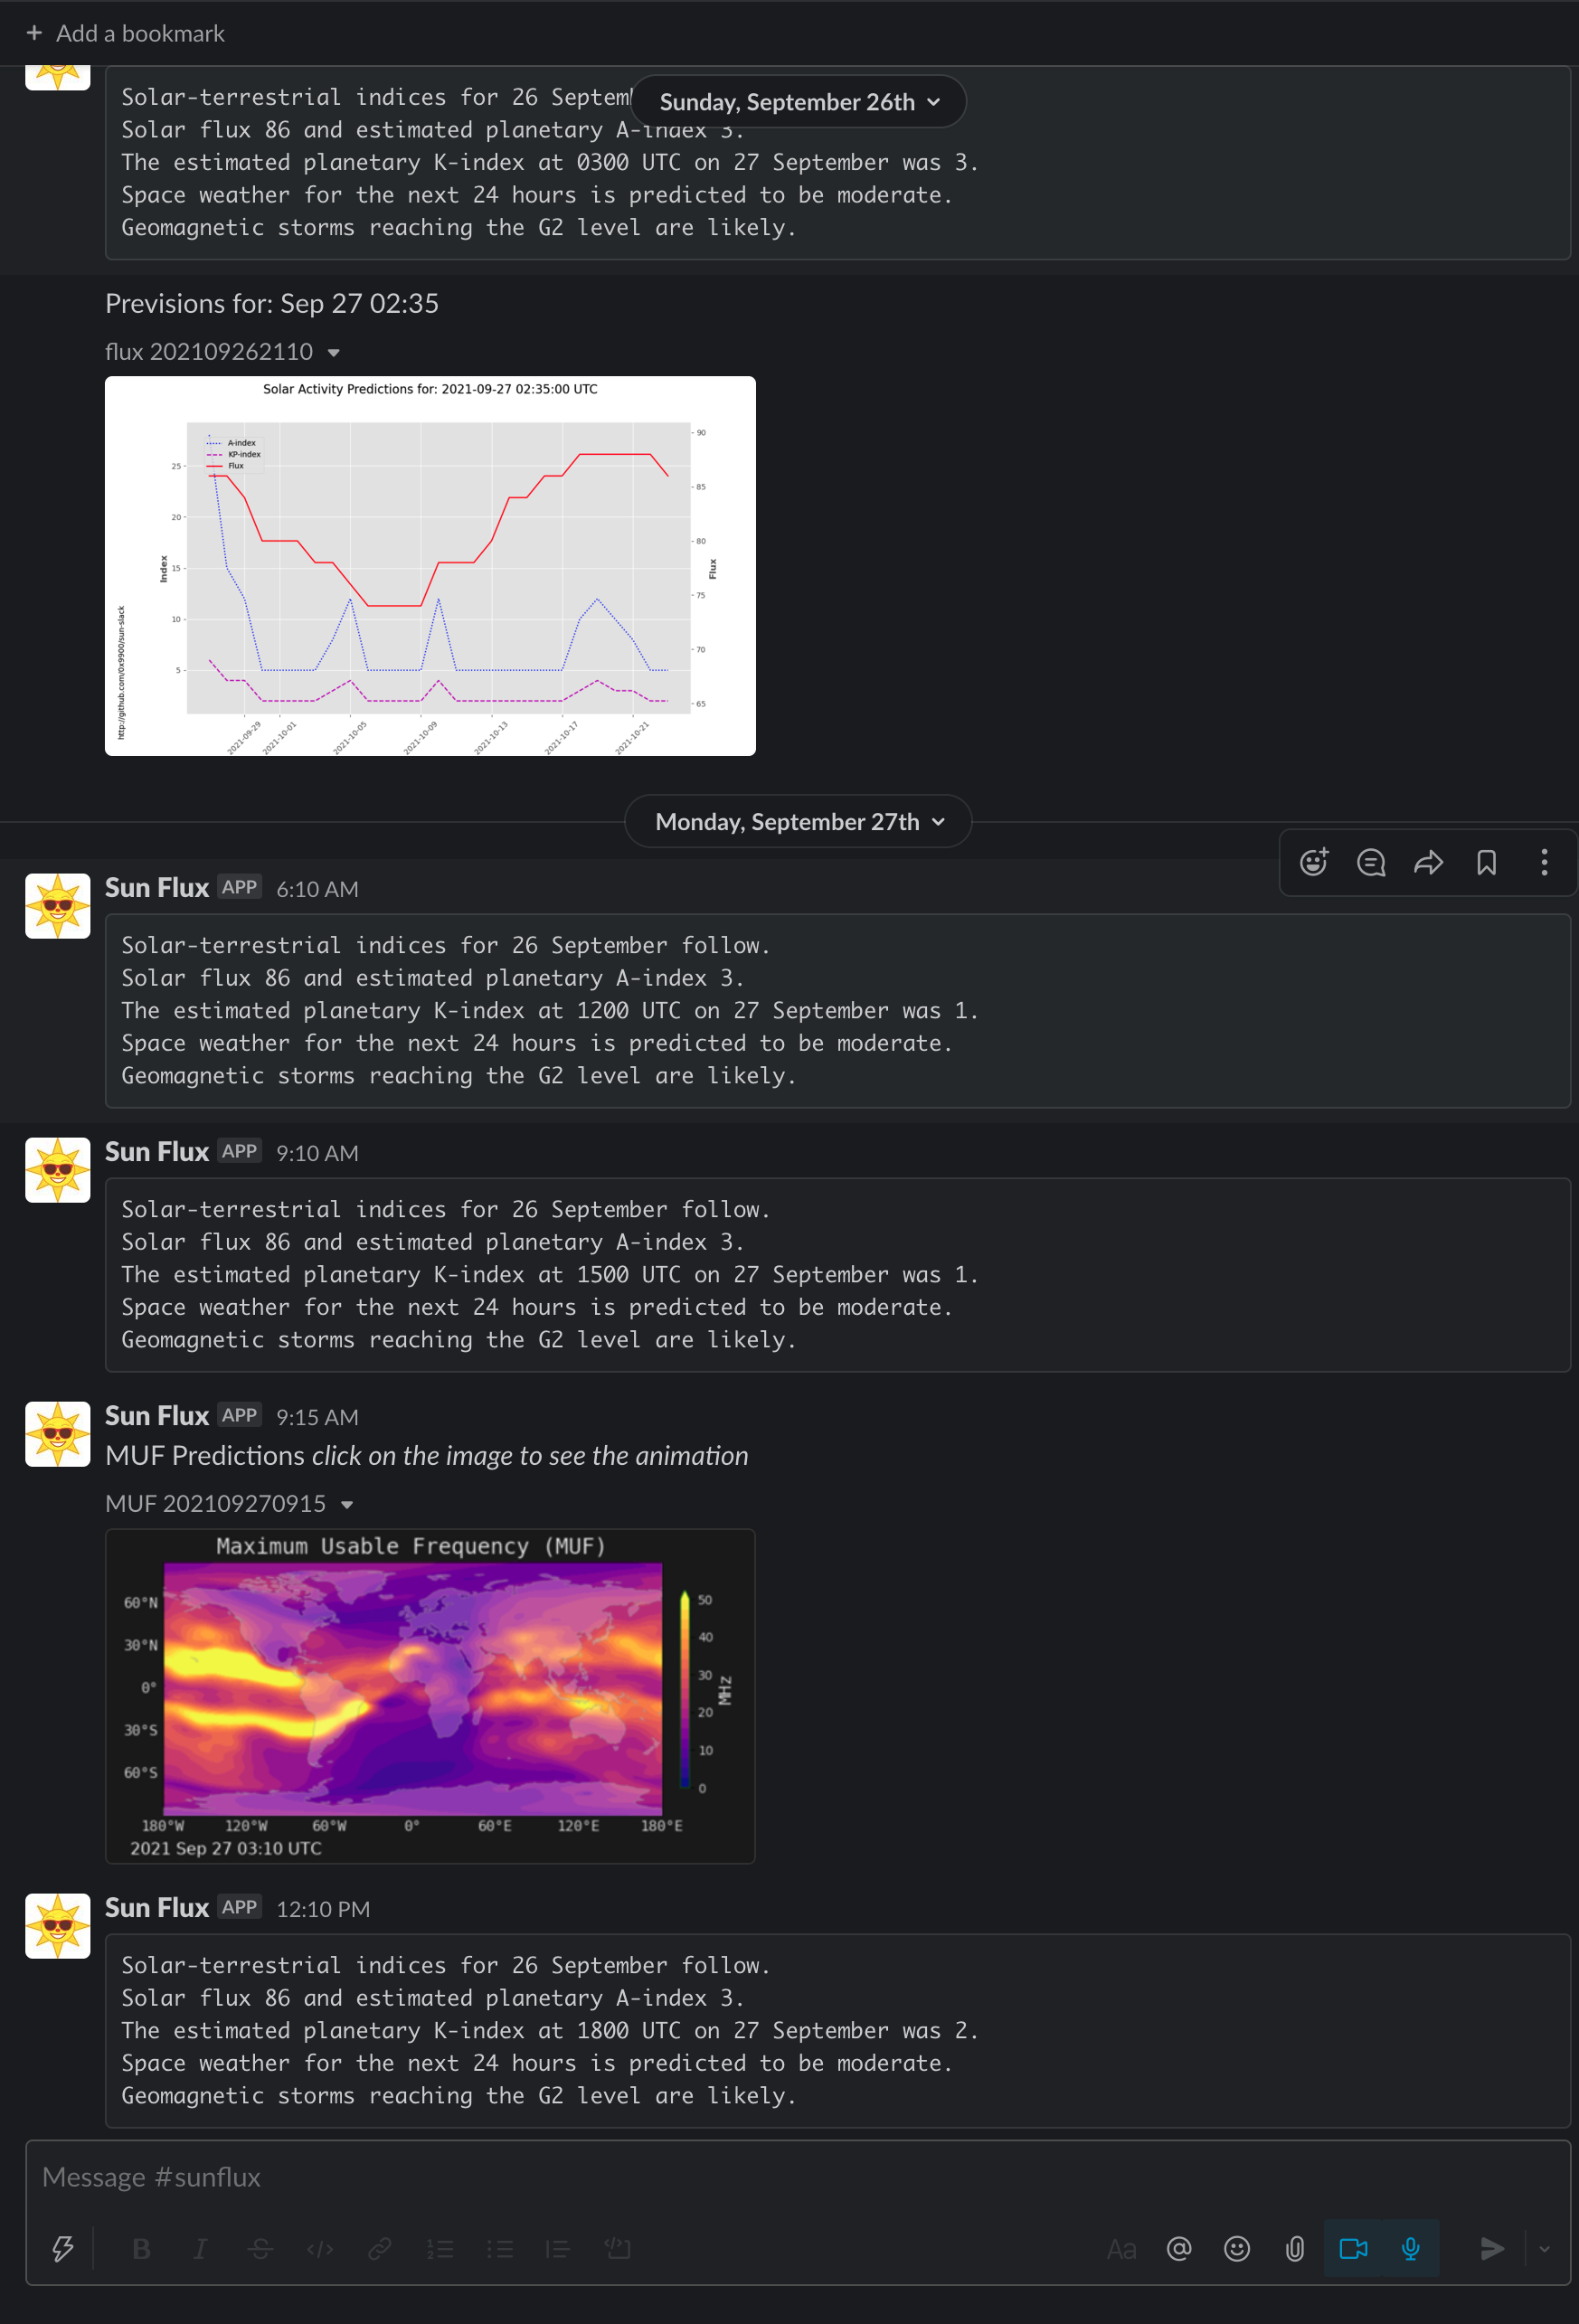 + Add a bookmark
Sunday, September 26th
Solar-terrestrial indices for 26
Solar flux 86 and estimated planetary A-index 3.
The estimated planetary K-index at 0300 UTC on 27 September was 3.
Space weather for the next 24 hours is predicted to be moderate.
Geomagnetic storms reaching the G2 level are likely.
Previsions for: Sep 27 02:35
flux 202109262110
Solar Activity Predictions for: 2021-09-27 02:35:00 UTC
A-index
KP-index
Flux
25
20
15
10
5
Index
90
85
80
75
70
65
Flux
http://github.com/0x9900/sun-slack
2021-09-29
2021-10-01
2021-10-05
2021-10-09
2021-10-13
2021-10-17
2021-10-21
Monday, September 27th
Sun Flux APP 6:10 AM
Solar-terrestrial indices for 26 September follow.
Solar flux 86 and estimated planetary A-index 3.
The estimated planetary K-index at 1200 UTC on 27 September was 1.
Space weather for the next 24 hours is predicted to be moderate.
Geomagnetic storms reaching the G2 level are likely.
Sun Flux APP 9:10 AM
Solar-terrestrial indices for 26 September follow.
Solar flux 86 and estimated planetary A-index 3.
The estimated planetary K-index at 1500 UTC on 27 September was 1.
Space weather for the next 24 hours is predicted to be moderate.
Geomagnetic storms reaching the G2 level are likely.
Sun Flux APP 9:15 AM
MUF Predictions click on the image to see the animation
MUF 202109270915
Maximum Usable Frequency (MUF)
60°N
30°N
0°
30°S
60°S
180°W 120°W 60°W 0° 60°E 120°E 180°E
50
40
30
20
10
0
MHz
2021 Sep 27 03:10 UTC
Sun Flux APP 12:10 PM
Solar-terrestrial indices for 26 September follow.
Solar flux 86 and estimated planetary A-index 3.
The estimated planetary K-index at 1800 UTC on 27 September was 2.
Space weather for the next 24 hours is predicted to be moderate.
Geomagnetic storms reaching the G2 level are likely.
Message #sunflux
B I S </> Aa @